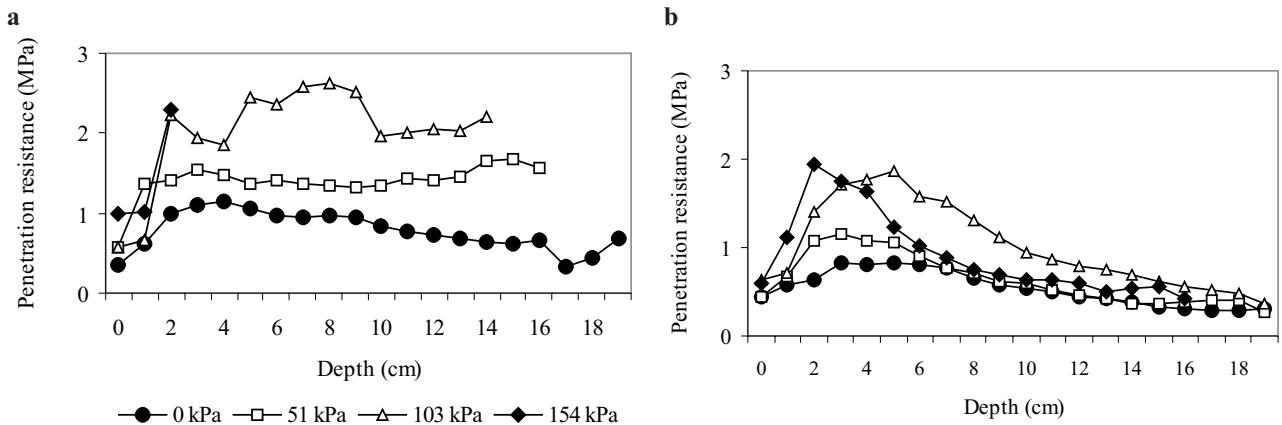 a
Penetration resistance (MPa)
3
2
1
0
0 2 4 6 8 10 12 14 16 18
Depth (cm)
0 kPa 51 kPa 103 kPa 154 kPa
b
Penetration resistance (MPa)
3
2
1
0
0 2 4 6 8 10 12 14 16 18
Depth (cm)